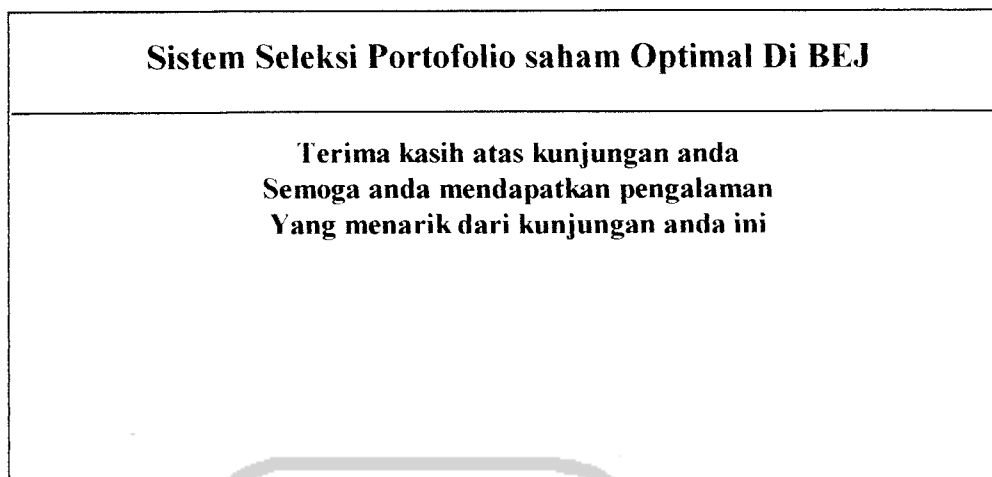 Sistem Seleksi Portofolio saham Optimal Di BEJ
Terima kasih atas kunjungan anda
Semoga anda mendapatkan pengalaman
Yang menarik dari kunjungan anda ini